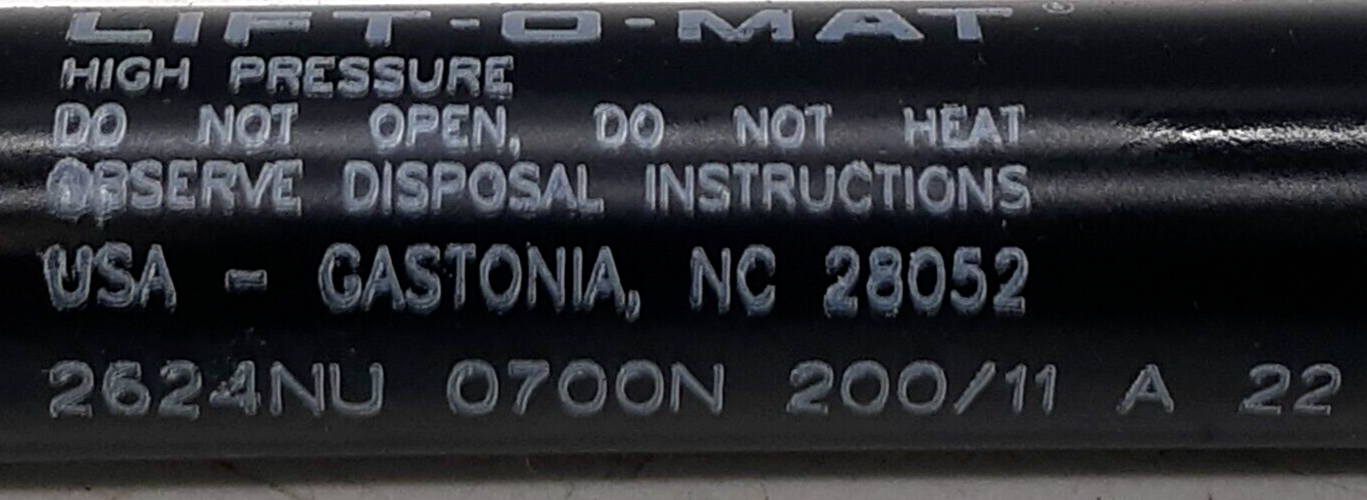 LIFT-O-MAT®
HIGH PRESSURE
DO NOT OPEN, DO NOT HEAT
OBSERVE DISPOSAL INSTRUCTIONS
USA - GASTONIA, NC 28052
2624NU 0700N 200/11 A 22